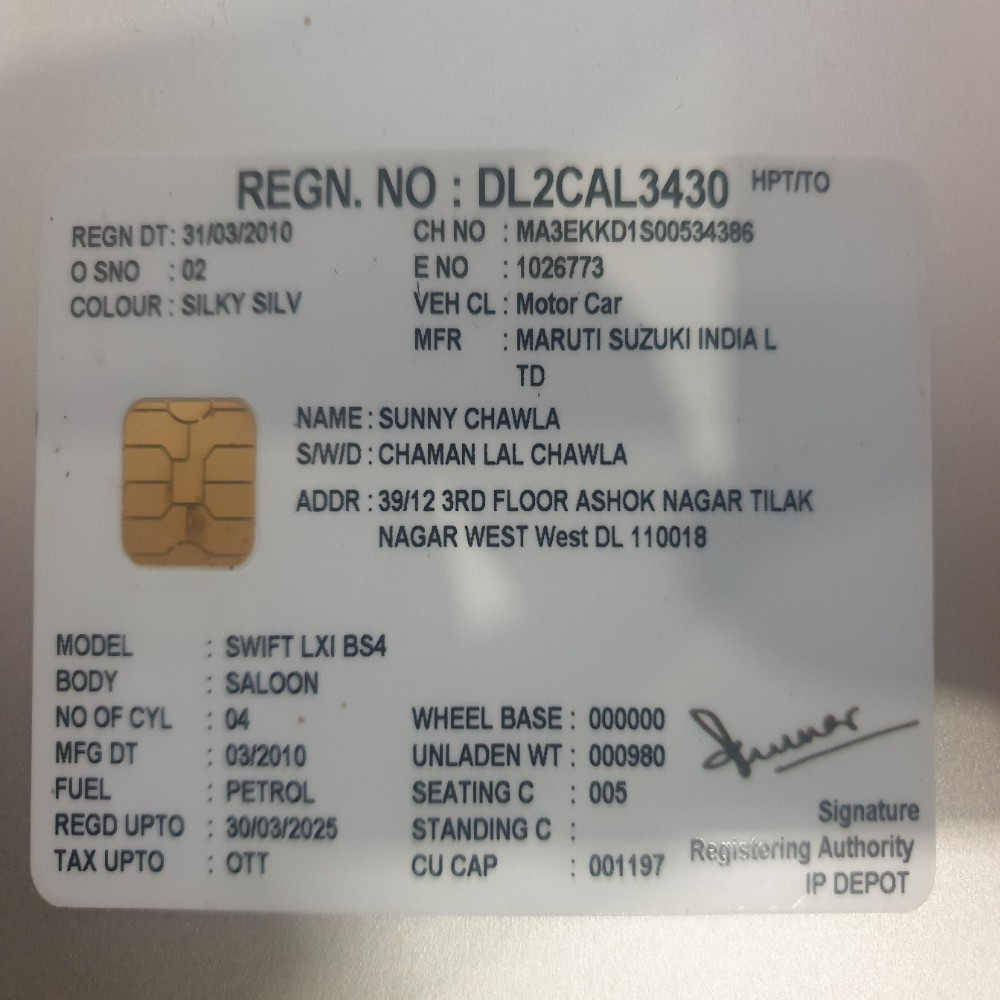 REGN. NO : DL2CAL3430 HPT/TO
REGN DT: 31/03/2010 CH NO : MA3EKKD1S00534386
O SNO : 02 E NO : 1026773
COLOUR : SILKY SILV VEH CL : Motor Car
MFR : MARUTI SUZUKI INDIA L
TD
NAME : SUNNY CHAWLA
S/W/D : CHAMAN LAL CHAWLA
ADDR : 39/12 3RD FLOOR ASHOK NAGAR TILAK
NAGAR WEST West DL 110018
MODEL : SWIFT LXI BS4
BODY : SALOON
NO OF CYL : 04 WHEEL BASE : 000000
MFG DT : 03/2010 UNLADEN WT : 000980
FUEL : PETROL SEATING C : 005
REGD UPTO : 30/03/2025 STANDING C :
TAX UPTO : OTT CU CAP : 001197
Signature
Registering Authority
IP DEPOT